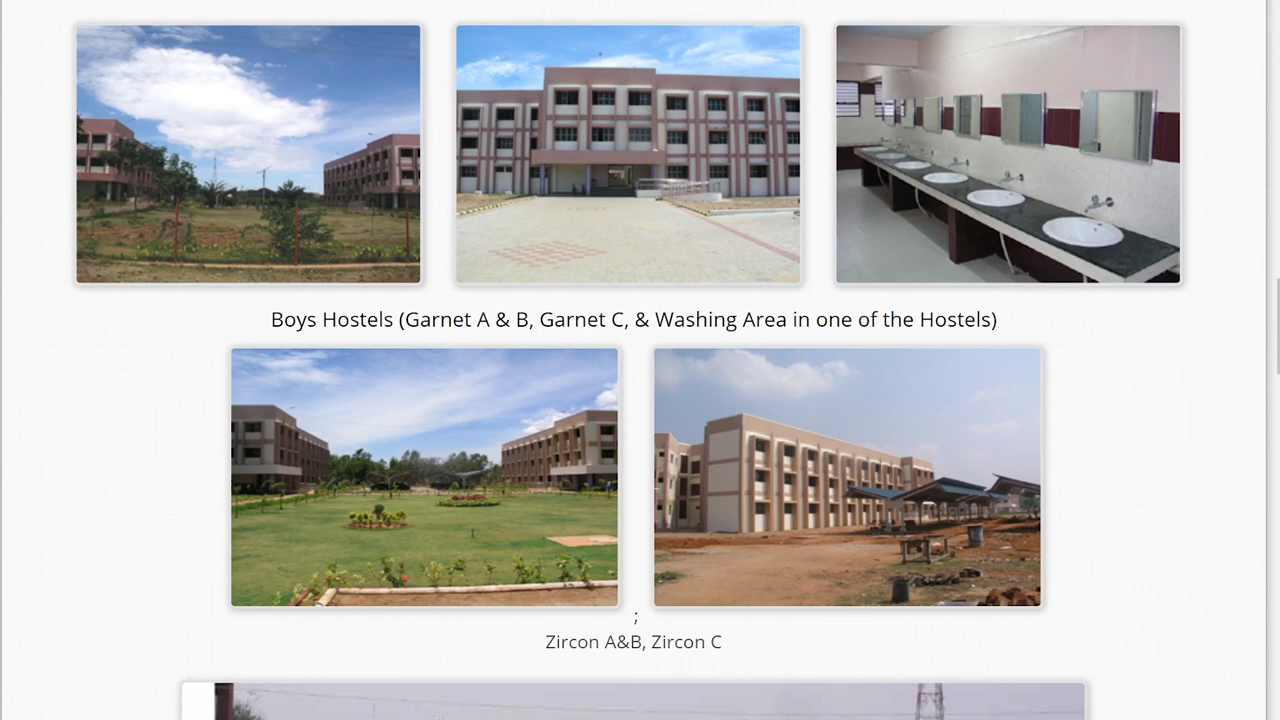 Boys Hostels (Garnet A & B, Garnet C, & Washing Area in one of the Hostels)
;
Zircon A&B, Zircon C